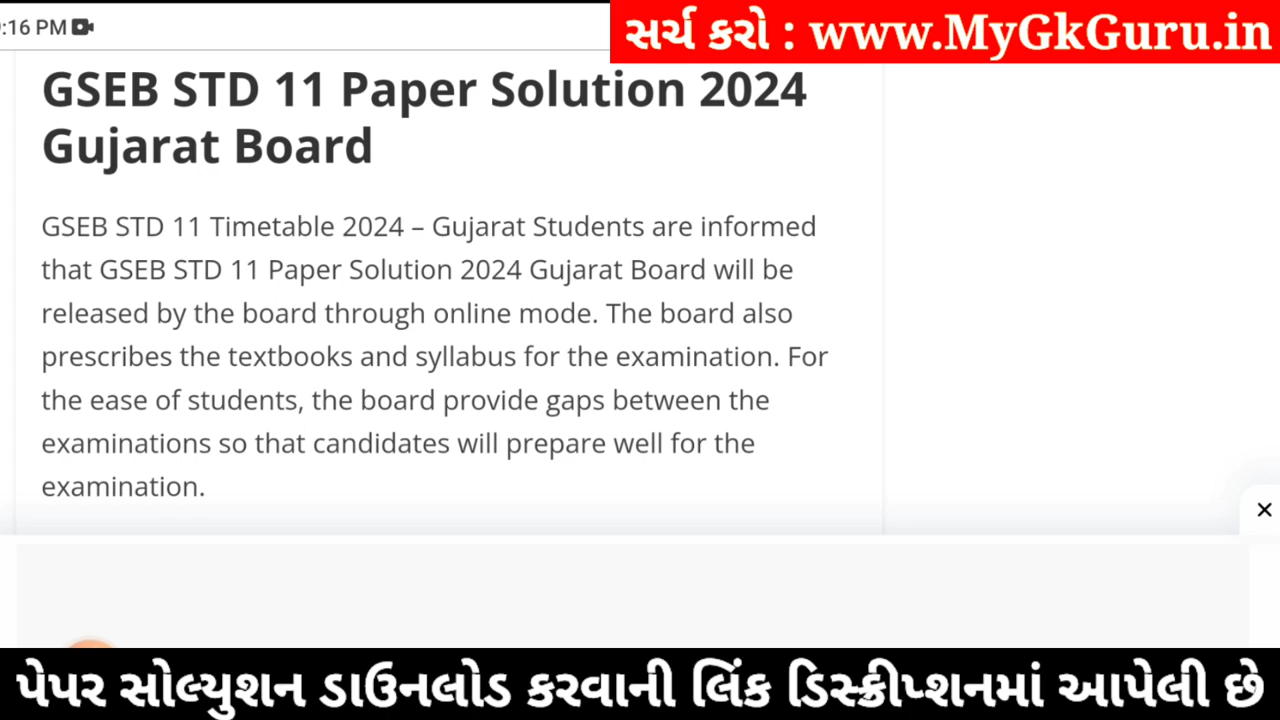 :16 PM
સર્ચ કરો : www.MyGkGuru.in
GSEB STD 11 Paper Solution 2024
Gujarat Board
GSEB STD 11 Timetable 2024 – Gujarat Students are informed
that GSEB STD 11 Paper Solution 2024 Gujarat Board will be
released by the board through online mode. The board also
prescribes the textbooks and syllabus for the examination. For
the ease of students, the board provide gaps between the
examinations so that candidates will prepare well for the
examination.
પેપર સોલ્યુશન ડાઉનલોડ કરવાની લિંક ડિસ્ક્રીપ્શનમાં આપેલી છે